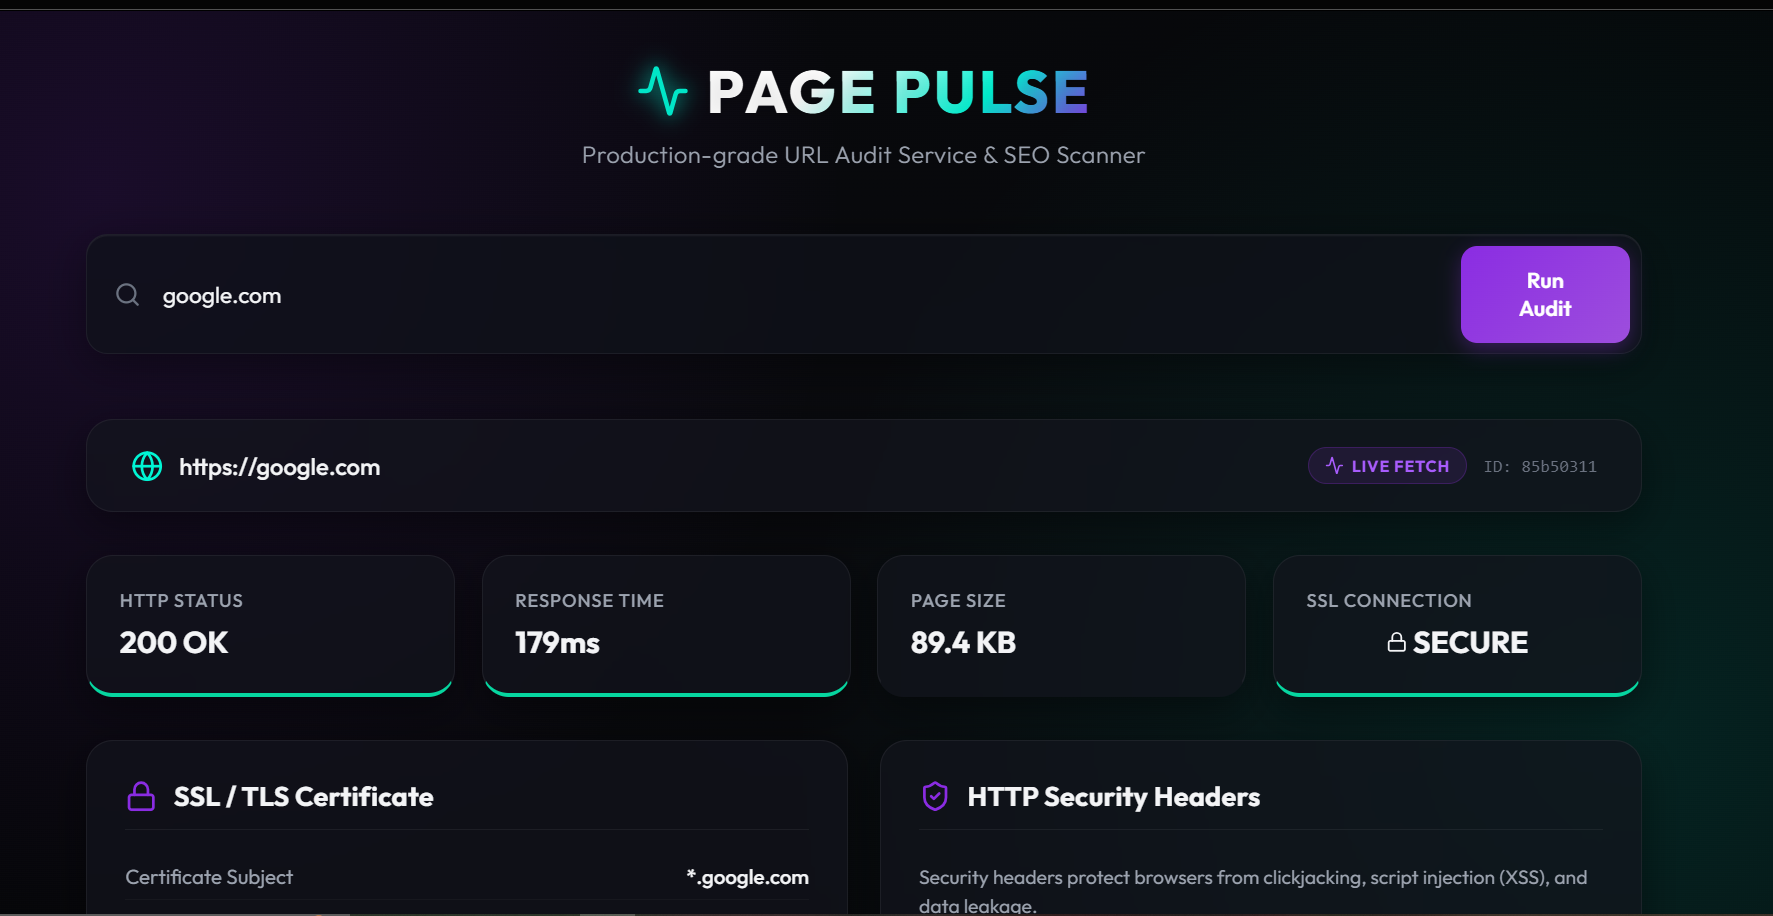 PAGE PULSE
Production-grade URL Audit Service & SEO Scanner
google.com
Run
Audit
https://google.com
LIVE FETCH
ID: 85b50311
HTTP STATUS
200 OK
RESPONSE TIME
179ms
PAGE SIZE
89.4 KB
SSL CONNECTION
SECURE
SSL / TLS Certificate
Certificate Subject
*.google.com
HTTP Security Headers
Security headers protect browsers from clickjacking, script injection (XSS), and
data leakage.